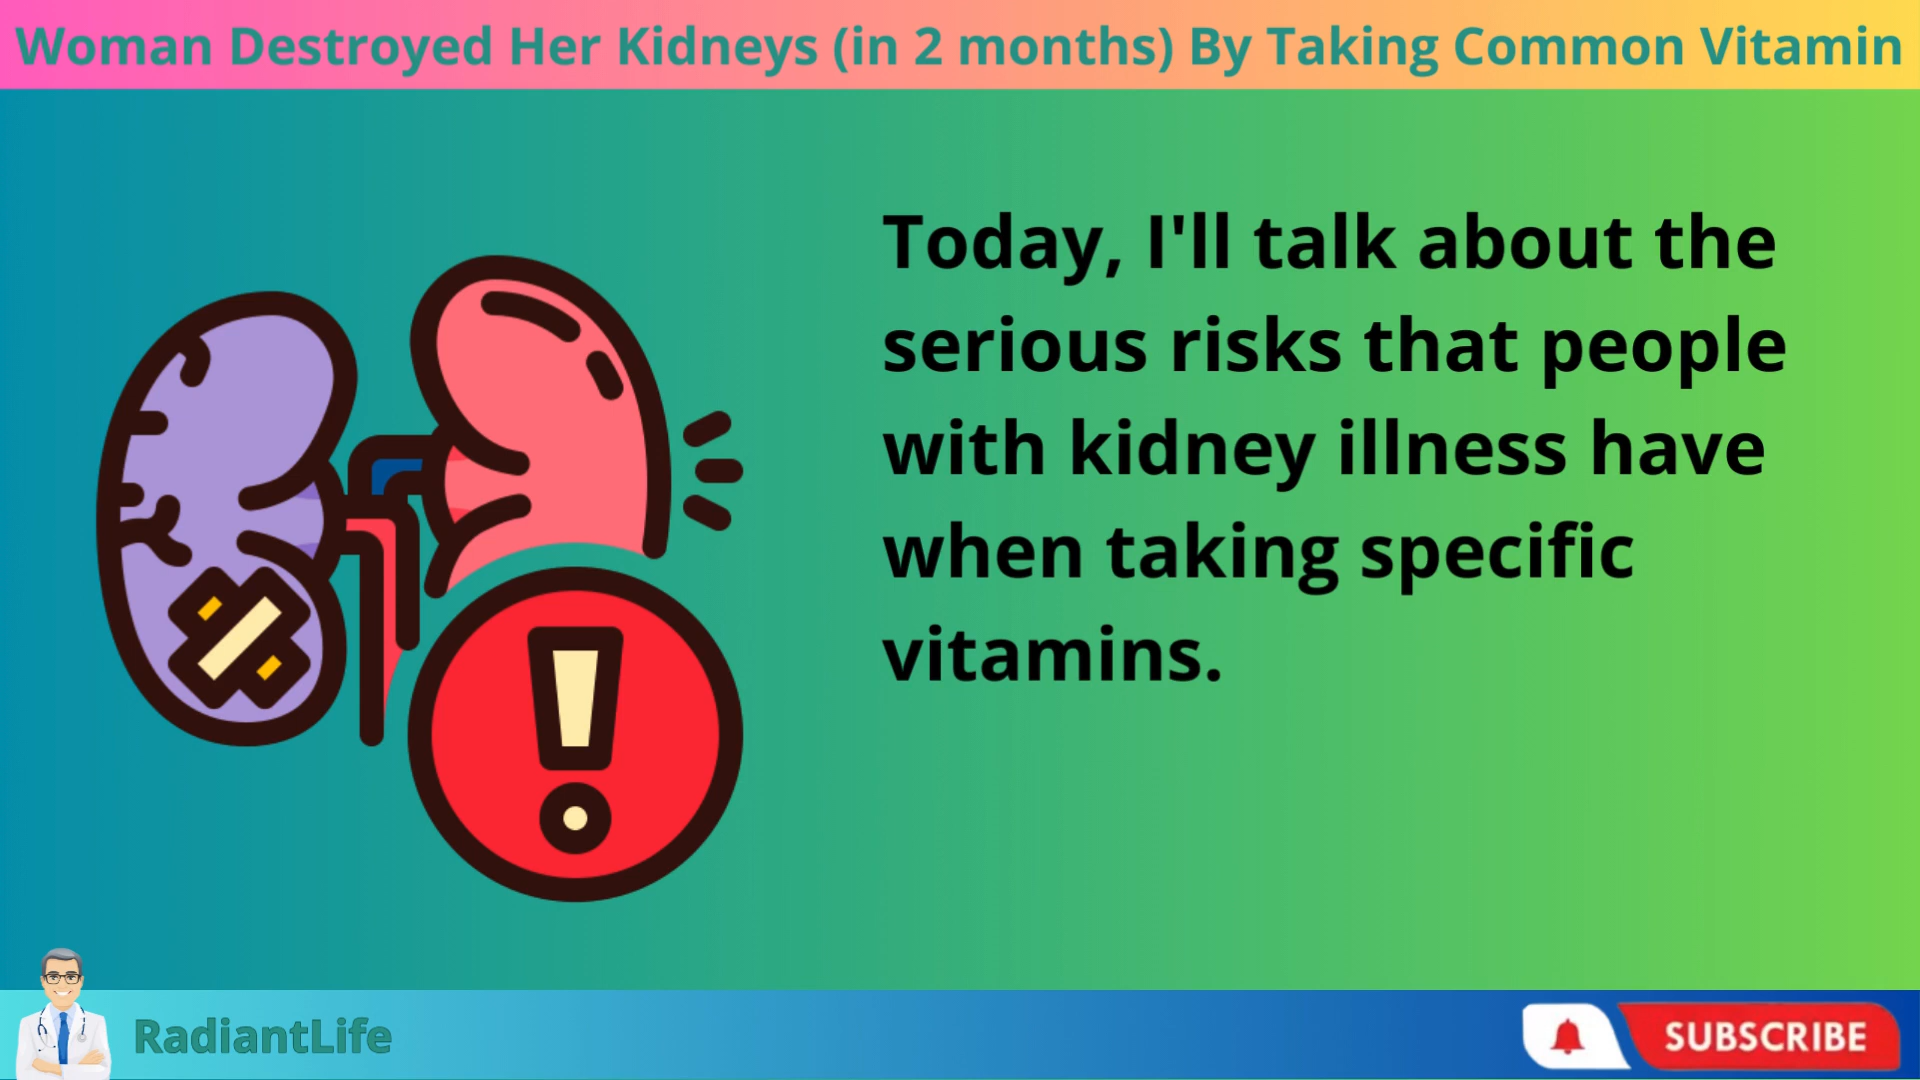 Woman Destroyed Her Kidneys (in 2 months) By Taking Common Vitamin
Today, I'll talk about the
serious risks that people
with kidney illness have
when taking specific
vitamins.
RadiantLife
SUBSCRIBE